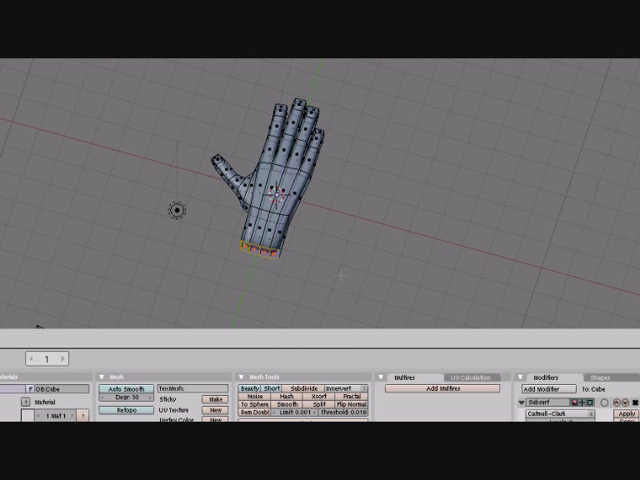 1
Mesh
Mesh Tools
Multires
UV Calculation
Modifiers
Shapes
OB:Cube
Auto Smooth
TexMesh:
Beauty
Short
Subdivide
Innervert
Add Multires
Add Modifier
To: Cube
Degr: 30
Sticky
Make
Noise
Hash
Xsort
Fractal
Subsurf
Material
Retopo
UV Texture
New
To Sphere
Smooth
Split
Flip Normal
Catmull-Clark
Apply
1 Mat 1
?
Vertex Color
New
Rem Doubl
Limit: 0.001
Threshold: 0.010